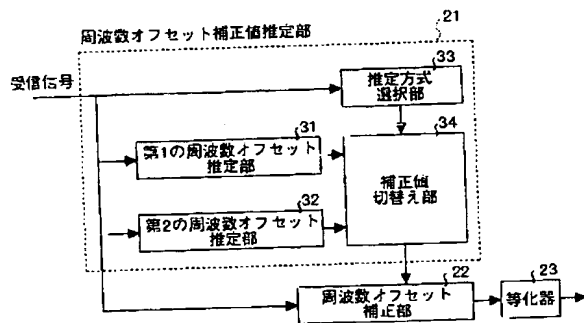 21
周波数オフセット補正値推定部
33
受信信号
推定方式
選択部
31
34
第1の周波数オフセット
推定部
補正値
切替え部
32
第2の周波数オフセット
推定部
22
23
周波数オフセット
補正部
等化器